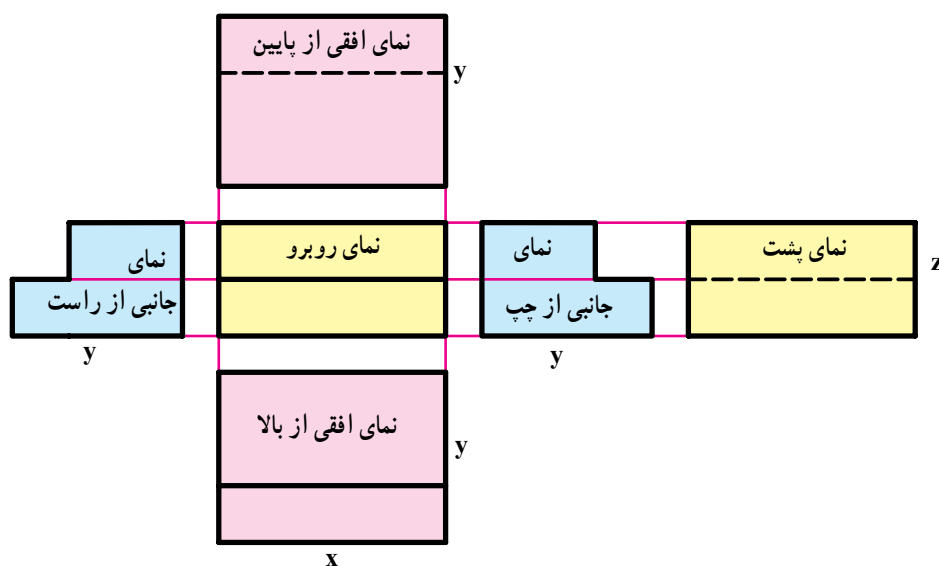 نمای افقی از پایین
y
نمای پشت
z
نمای
جانبی از چپ
y
نمای روبرو
نمای
جانبی از راست
y
نمای افقی از بالا
y
x